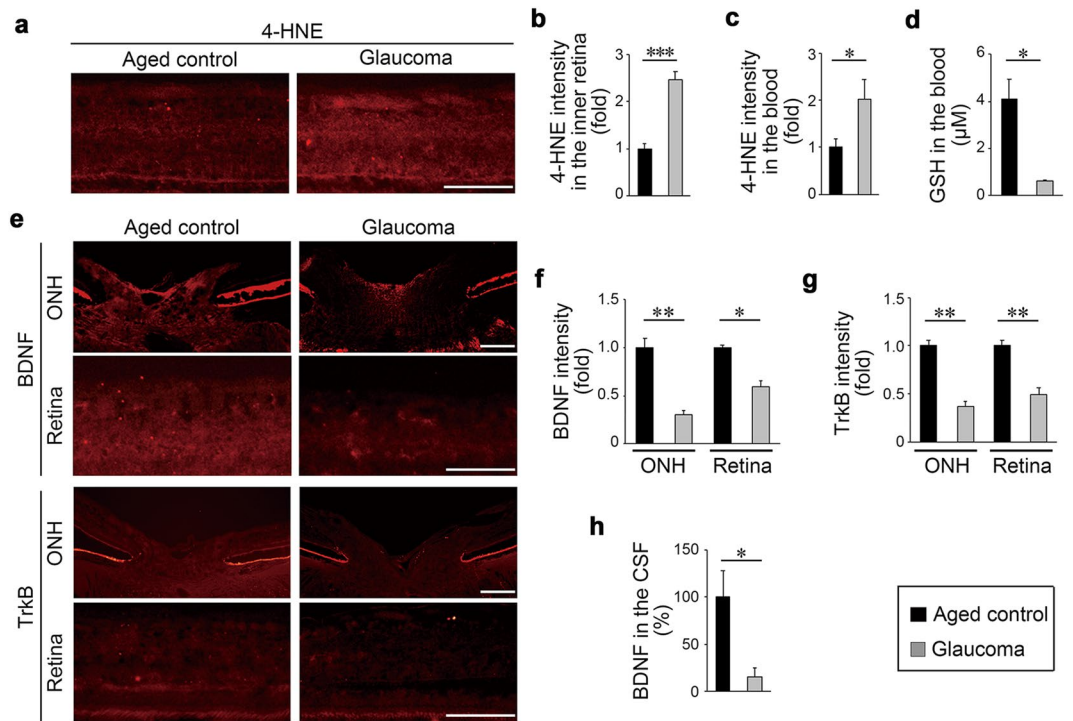 a
4-HNE
Aged control
Glaucoma
b
4-HNE intensity
in the inner retina
(fold)
3
2
1
0
***
c
4-HNE intensity
in the blood
(fold)
3
2
1
0
*
d
GSH in the blood
(µM)
6
4
2
0
*
e
Aged control
Glaucoma
BDNF
ONH
Retina
TrkB
ONH
Retina
f
BDNF intensity
(fold)
1.5
1.0
0.5
0
**
*
ONH
Retina
g
TrkB intensity
(fold)
1.5
1.0
0.5
0
**
**
ONH
Retina
h
BDNF in the CSF
(%)
150
100
50
0
*
Aged control
Glaucoma